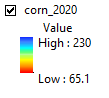 corn_2020
Value
High : 230
Low : 65.1